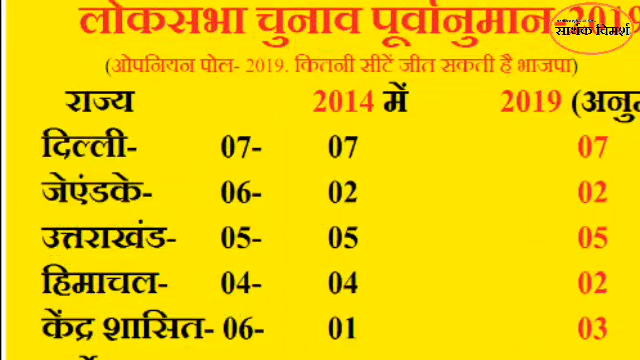 लोकसभा चुनाव पूर्वानुमान-2019
सार्थक विमर्श
(ओपनियन पोल- 2019. कितनी सीटें जीत सकती है भाजपा)
राज्य 2014 में 2019 (अनुम
दिल्ली- 07- 07 07
जेएंडके- 06- 02 02
उत्तराखंड- 05- 05 05
हिमाचल- 04- 04 02
केंद्र शासित- 06- 01 03